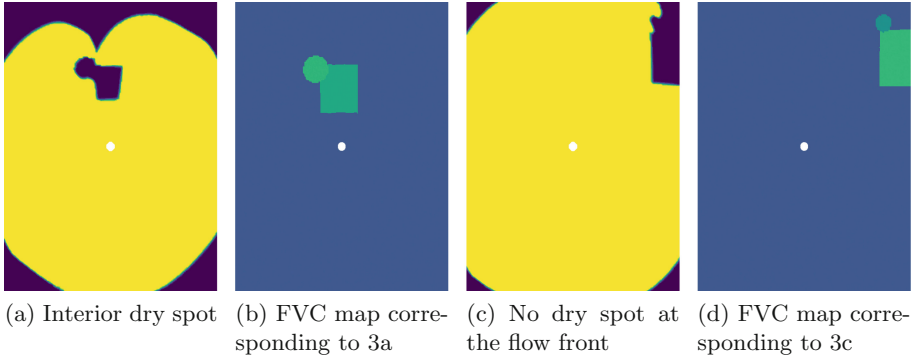 (a) Interior dry spot
(b) FVC map corre-
sponding to 3a
(c) No dry spot at
the flow front
(d) FVC map corre-
sponding to 3c